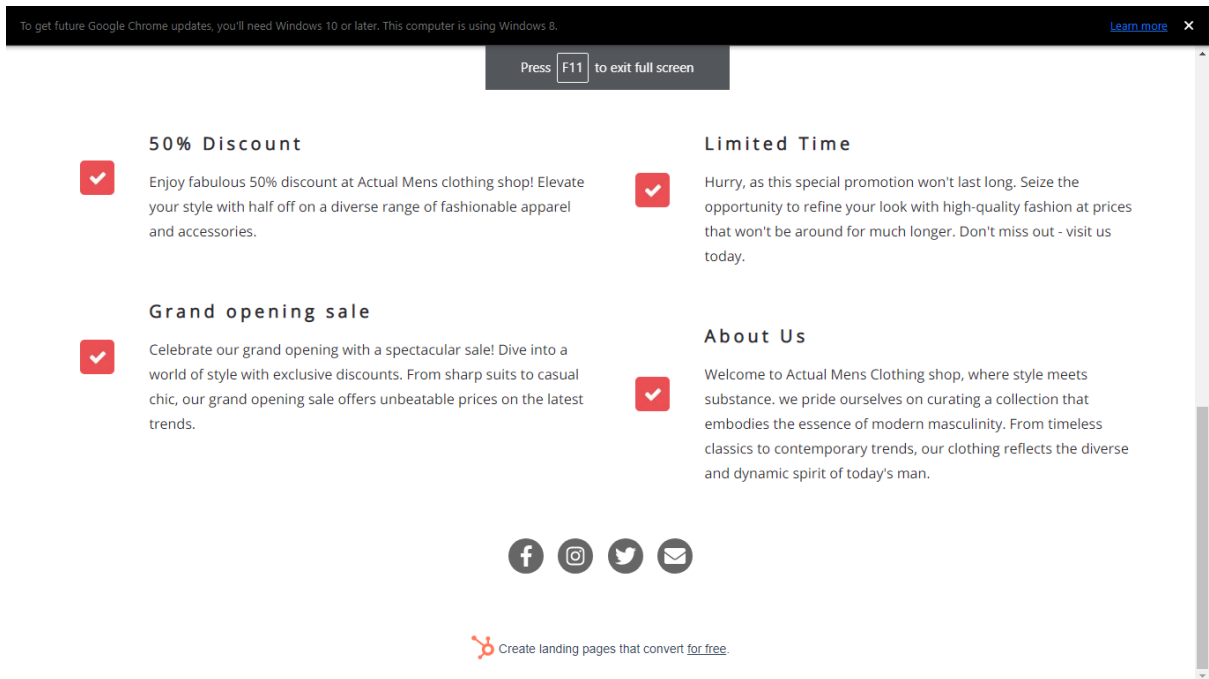 To get future Google Chrome updates, you'll need Windows 10 or later. This computer is using Windows 8.
Learn more
Press F11 to exit full screen
50% Discount
Enjoy fabulous 50% discount at Actual Mens clothing shop! Elevate
your style with half off on a diverse range of fashionable apparel
and accessories.
Limited Time
Hurry, as this special promotion won't last long. Seize the
opportunity to refine your look with high-quality fashion at prices
that won't be around for much longer. Don't miss out - visit us
today.
Grand opening sale
Celebrate our grand opening with a spectacular sale! Dive into a
world of style with exclusive discounts. From sharp suits to casual
chic, our grand opening sale offers unbeatable prices on the latest
trends.
About Us
Welcome to Actual Mens Clothing shop, where style meets
substance. we pride ourselves on curating a collection that
embodies the essence of modern masculinity. From timeless
classics to contemporary trends, our clothing reflects the diverse
and dynamic spirit of today's man.
Create landing pages that convert for free.